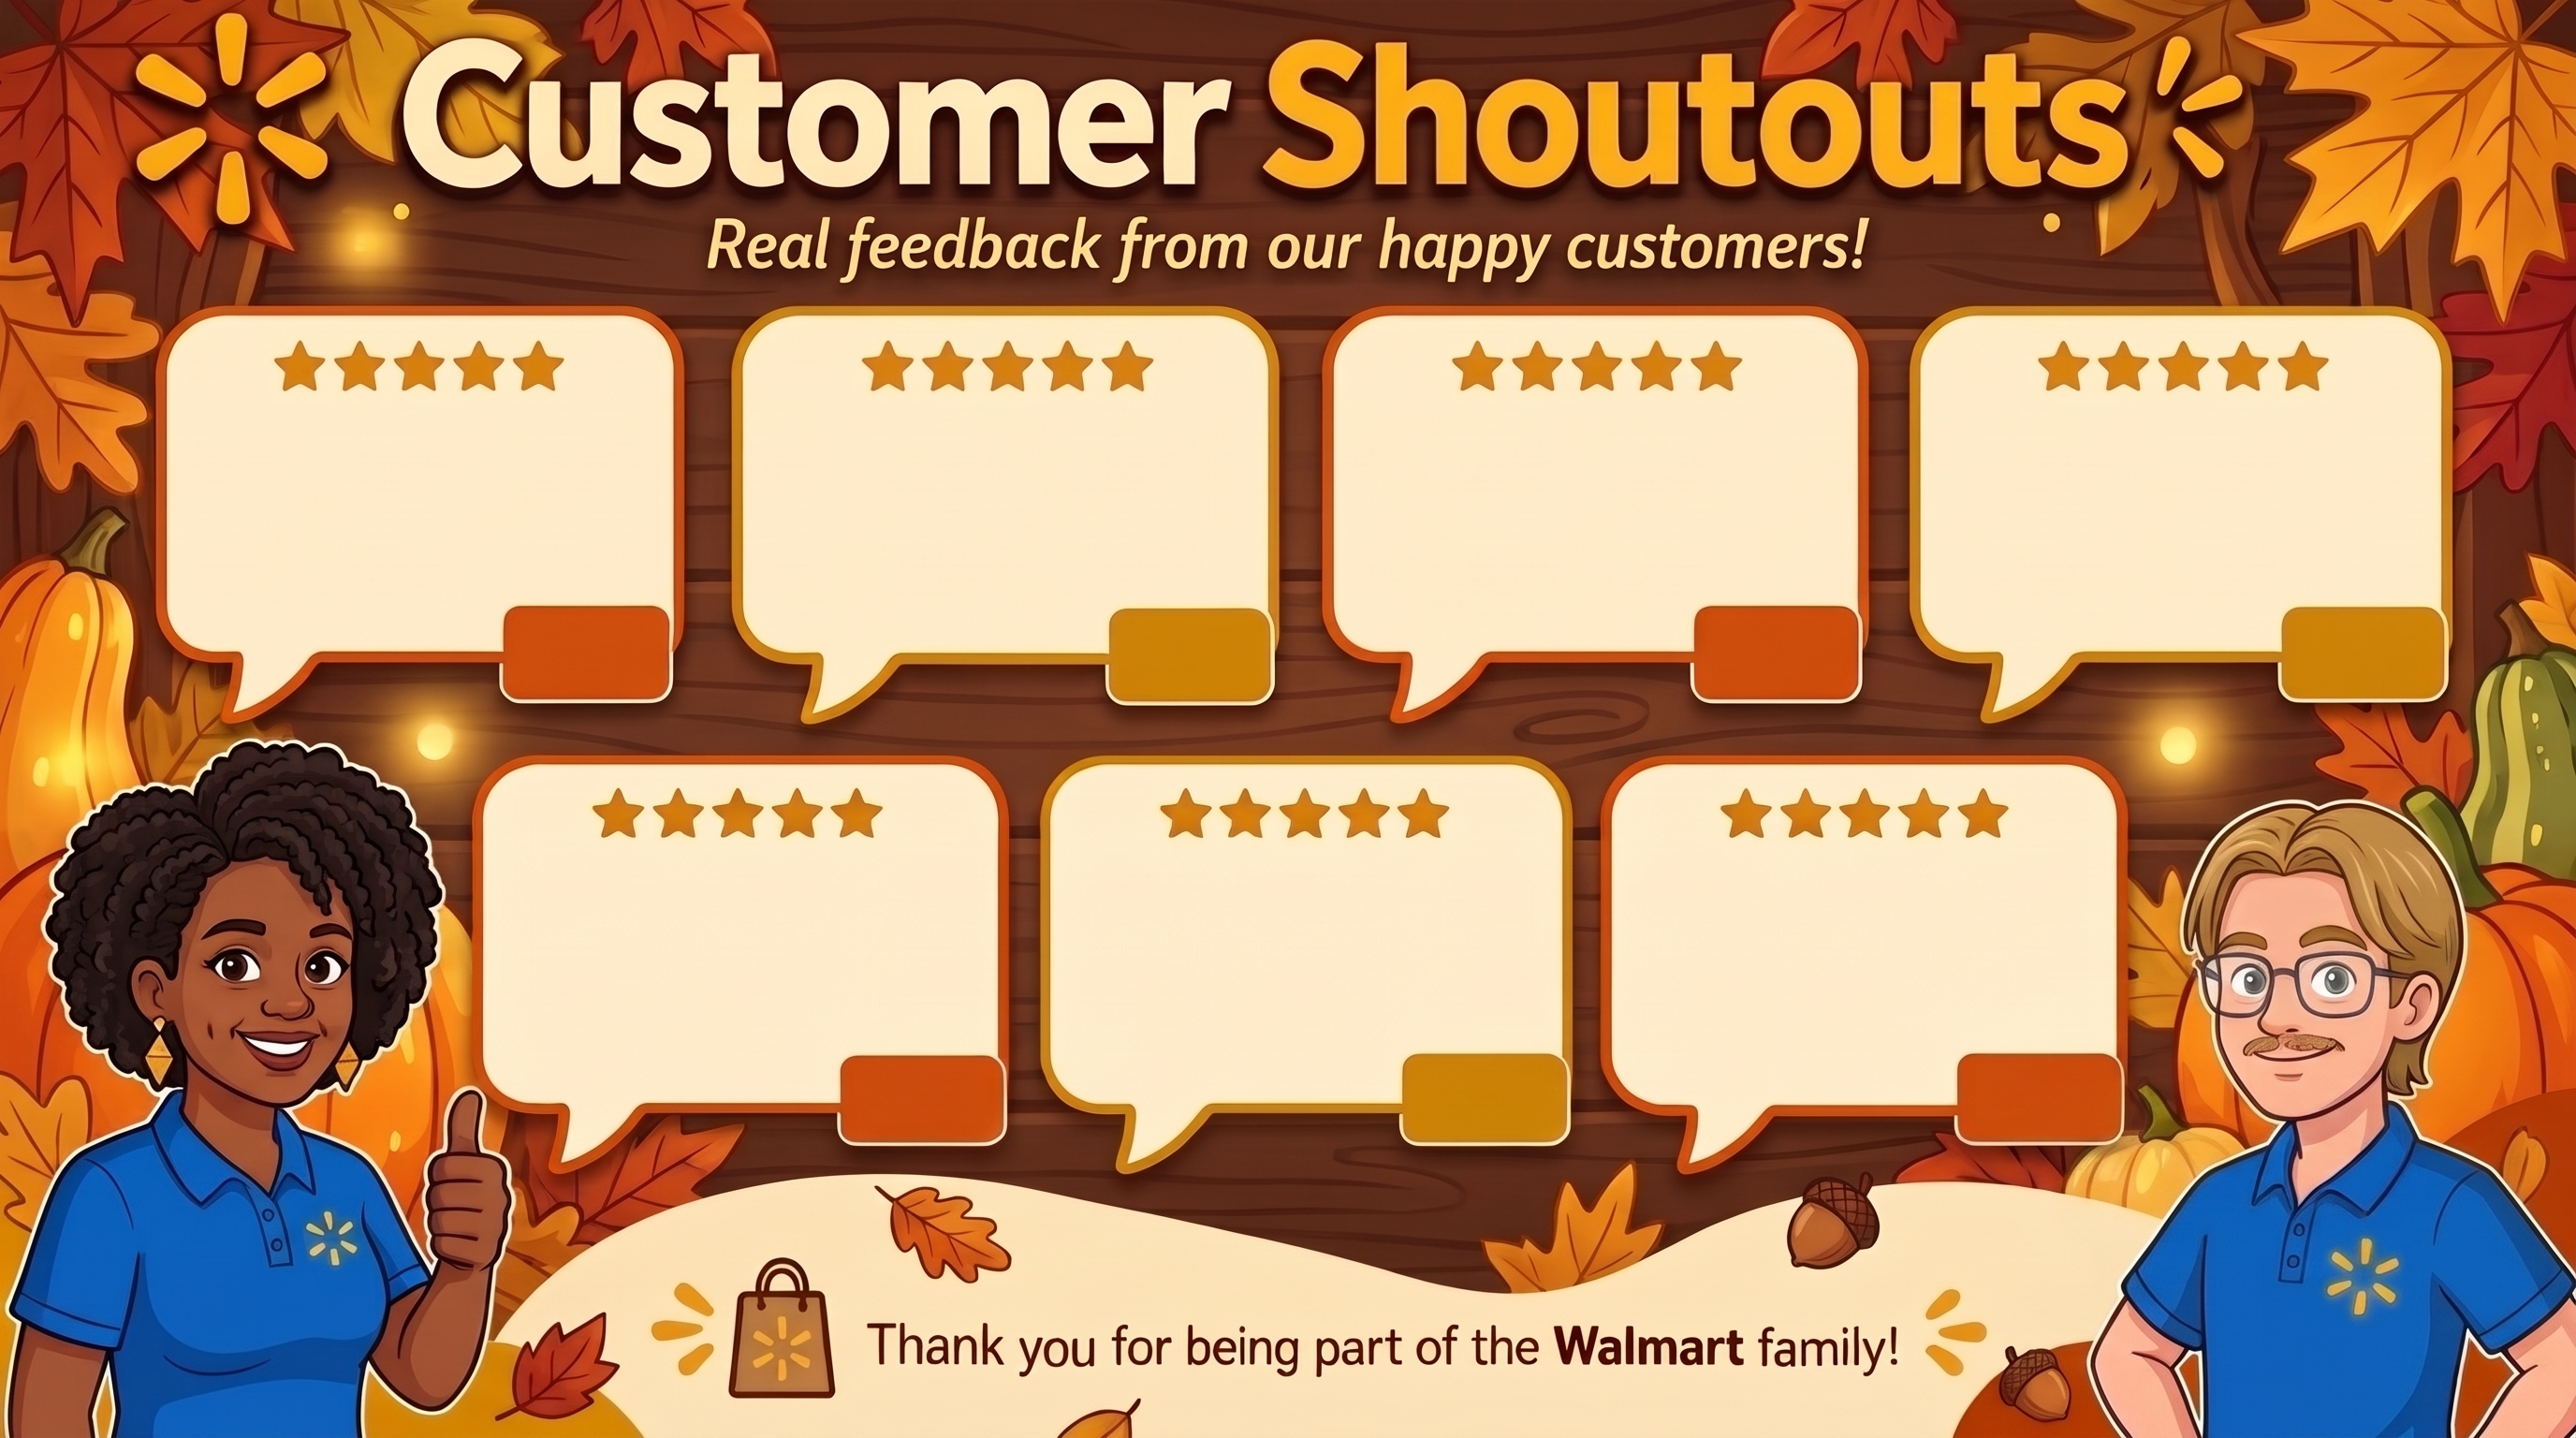 Customer Shoutouts
Real feedback from our happy customers!
Thank you for being part of the Walmart family!